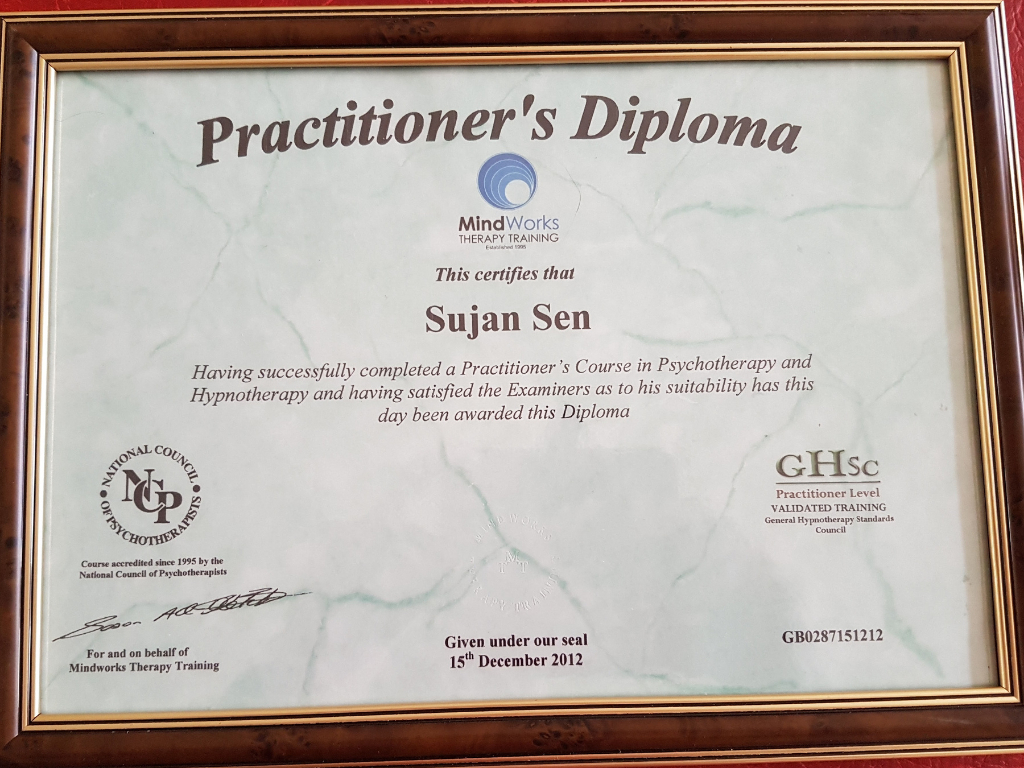 Practitioner's Diploma
MindWorks
THERAPY TRAINING
Established 1995
This certifies that
Sujan Sen
Having successfully completed a Practitioner's Course in Psychotherapy and
Hypnotherapy and having satisfied the Examiners as to his suitability has this
day been awarded this Diploma
NATIONAL COUNCIL
NCP
OF PSYCHOTHERAPISTS
Course accredited since 1995 by the
National Council of Psychotherapists
For and on behalf of
Mindworks Therapy Training
Given under our seal
15th December 2012
GHSC
Practitioner Level
VALIDATED TRAINING
General Hypnotherapy Standards
Council
GB0287151212